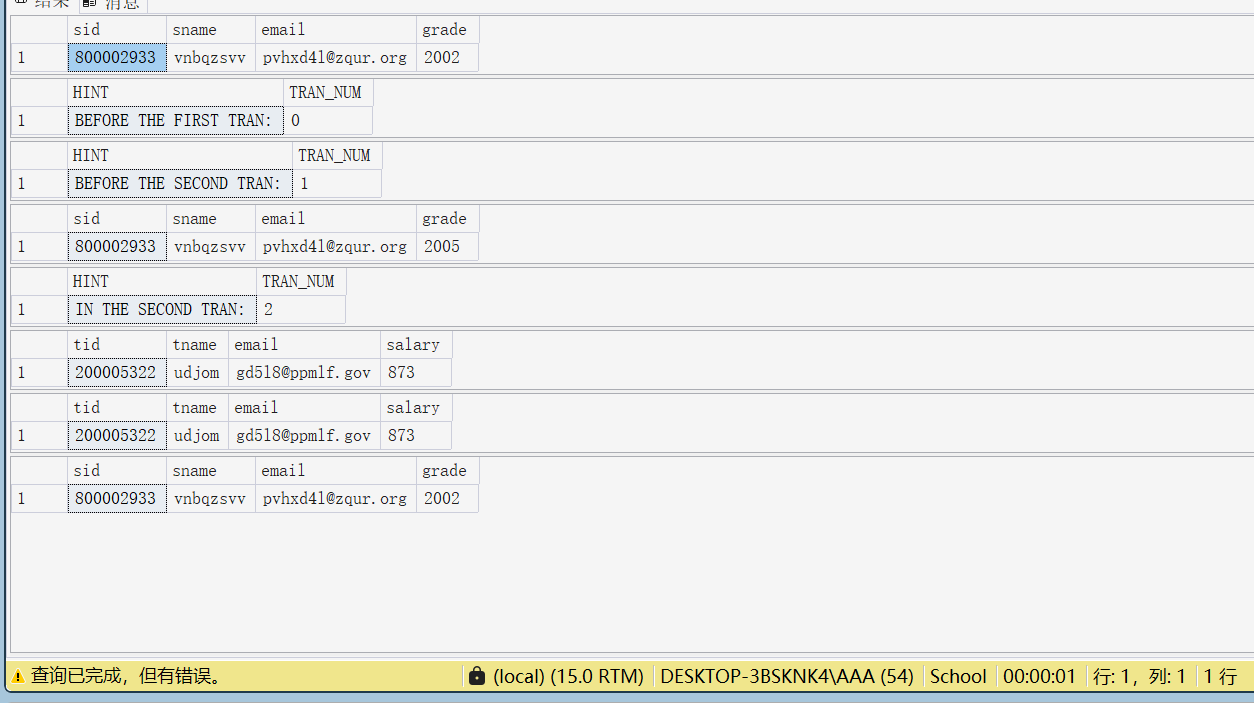 结果 消息
sid sname email grade
1 800002933 vnbqzsvv pvhxd4l@zqur.org 2002
HINT TRAN_NUM
1 BEFORE THE FIRST TRAN: 0
HINT TRAN_NUM
1 BEFORE THE SECOND TRAN: 1
sid sname email grade
1 800002933 vnbqzsvv pvhxd4l@zqur.org 2005
HINT TRAN_NUM
1 IN THE SECOND TRAN: 2
tid tname email salary
1 200005322 udjom gd5l8@ppmlf.gov 873
tid tname email salary
1 200005322 udjom gd5l8@ppmlf.gov 873
sid sname email grade
1 800002933 vnbqzsvv pvhxd4l@zqur.org 2002
查询已完成，但有错误。 (local) (15.0 RTM) DESKTOP-3BSKNK4\AAA (54) School 00:00:01 行: 1，列: 1 1 行